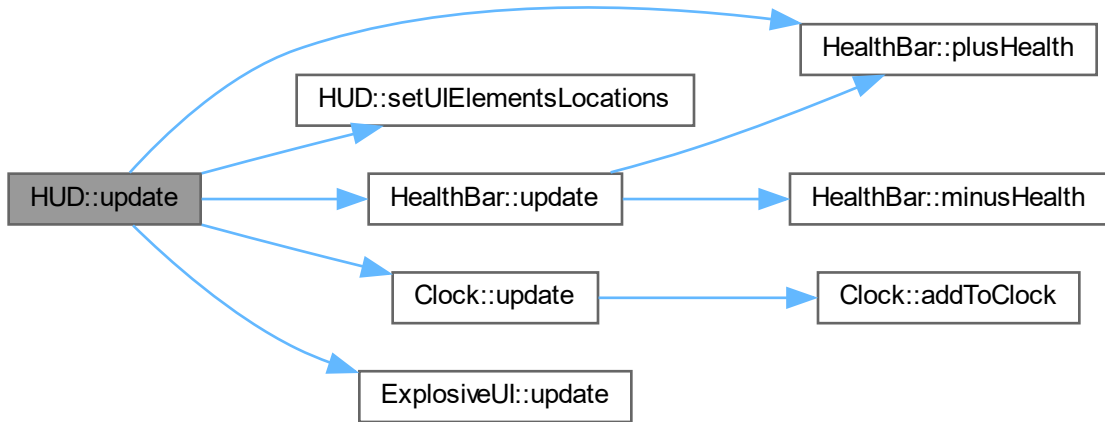 HealthBar::plusHealth
HUD::setUIElementsLocations
HUD::update
HealthBar::update
HealthBar::minusHealth
Clock::update
Clock::addToClock
ExplosiveUI::update